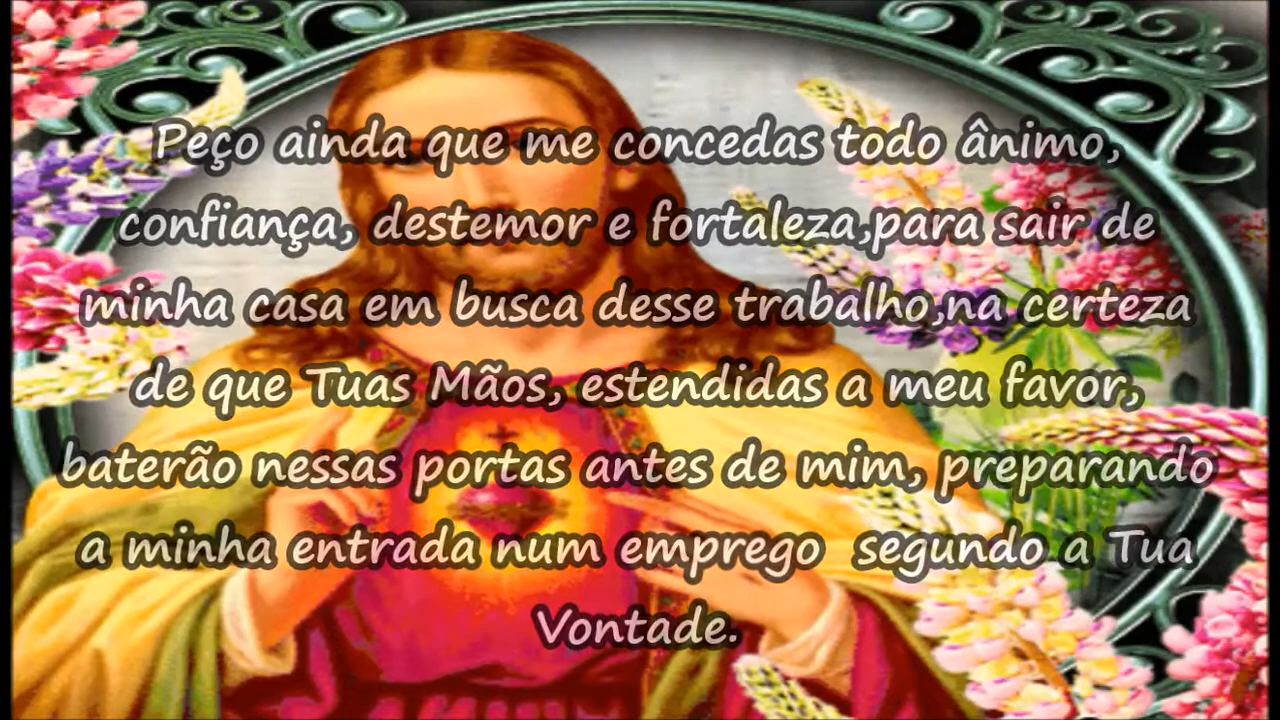 Peço ainda que me concedas todo ânimo,
confiança, destemor e fortaleza,para sair de
minha casa em busca desse trabalho,na certeza
de que Tuas Mãos, estendidas a meu favor,
baterão nessas portas antes de mim, preparando
a minha entrada num emprego  segundo a Tua
Vontade.